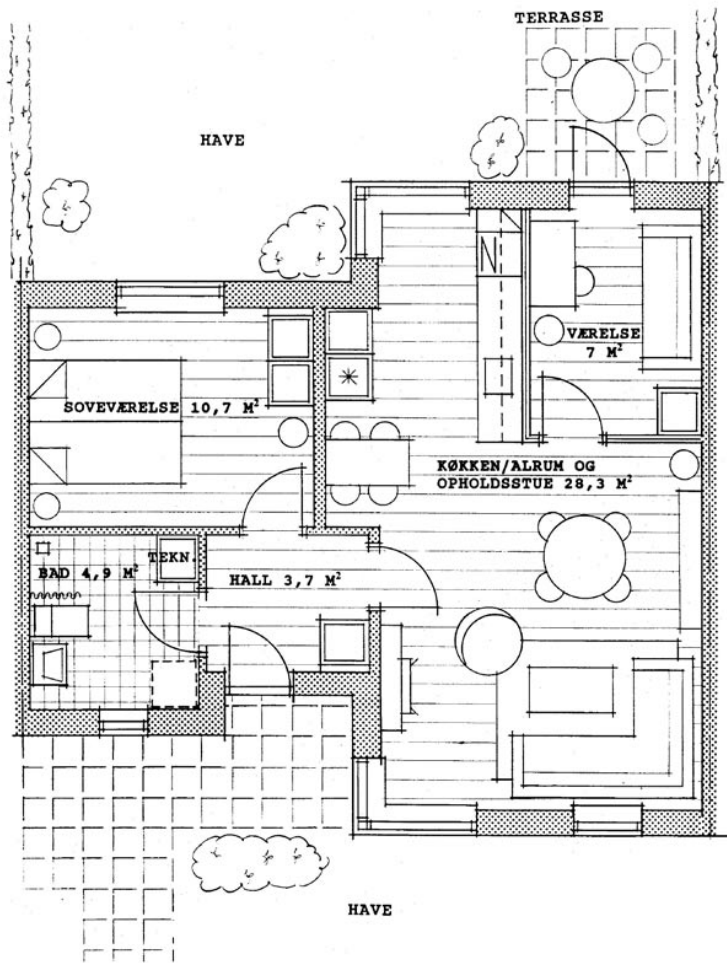 TERRASSE
HAVE
VÆRELSE
7 M²
SOVEVÆRELSE 10,7 M²
KØKKEN/ALRUM OG
OPHOLDSSTUE 28,3 M²
TEKN.
BAD 4,9 M²
HALL 3,7 M²
HAVE